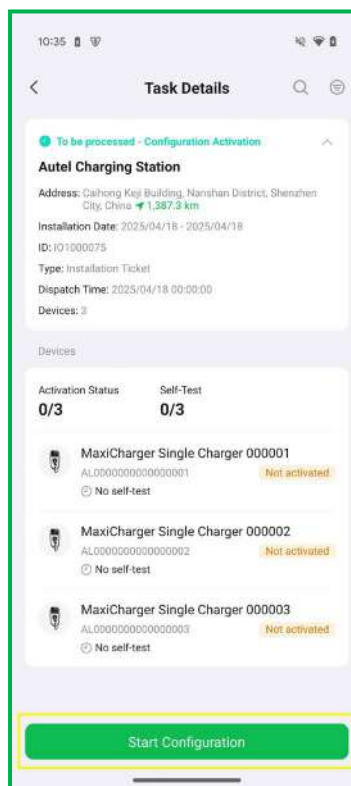 10:35
Task Details
To be processed - Configuration Activation
Autel Charging Station
Address: Caihong Keji Building, Nanshan District, Shenzhen
City, China 1,387.3 km
Installation Date: 2025/04/18 - 2025/04/18
ID: IO1000075
Type: Installation Ticket
Dispatch Time: 2025/04/18 00:00:00
Devices: 3
Devices
Activation Status Self-Test
0/3 0/3
MaxiCharger Single Charger 000001
AL0000000000000001 Not activated
No self-test
MaxiCharger Single Charger 000002
AL0000000000000002 Not activated
No self-test
MaxiCharger Single Charger 000003
AL0000000000000003 Not activated
No self-test
Start Configuration